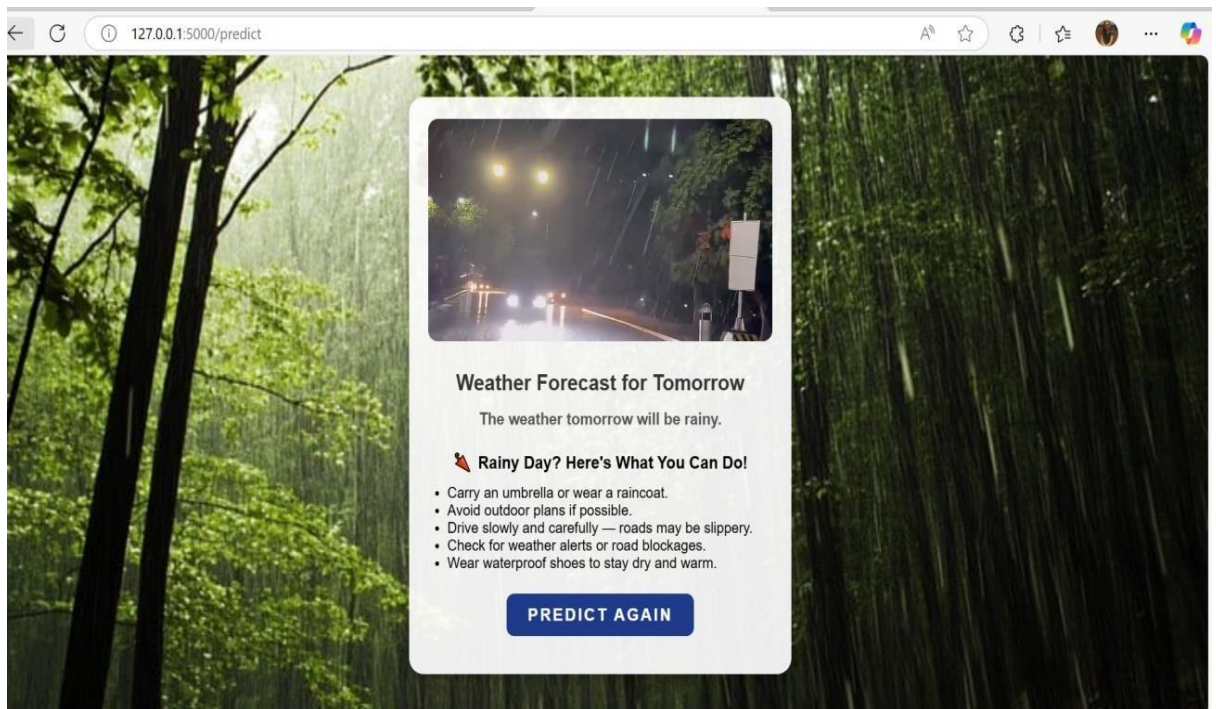 127.0.0.1:5000/predict
Weather Forecast for Tomorrow
The weather tomorrow will be rainy.
Rainy Day? Here's What You Can Do!
• Carry an umbrella or wear a raincoat.
• Avoid outdoor plans if possible.
• Drive slowly and carefully — roads may be slippery.
• Check for weather alerts or road blockages.
• Wear waterproof shoes to stay dry and warm.
PREDICT AGAIN